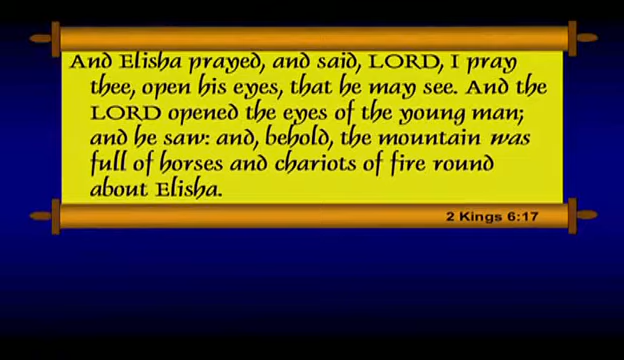 And Elisha prayed, and said, LORD, I pray
thee, open his eyes, that he may see. And the
LORD opened the eyes of the young man;
and he saw: and, behold, the mountain was
full of horses and chariots of fire round
about Elisha.
2 Kings 6:17